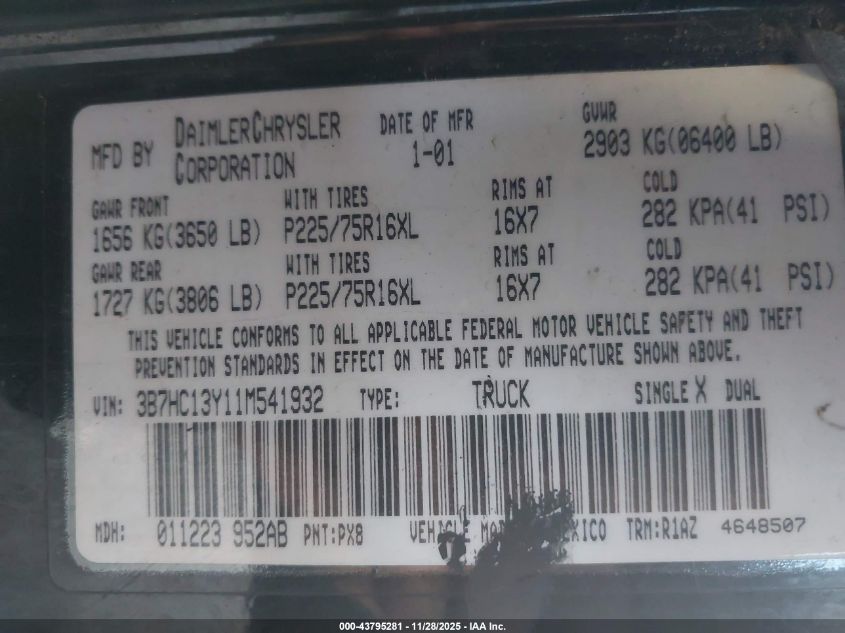 MFD BY DAIMLERCHRYSLER CORPORATION
DATE OF MFR 1-01
GVWR 2903 KG(06400 LB)
GAWR FRONT WITH TIRES RIMS AT COLD
1656 KG(3650 LB) P225/75R16XL 16X7 282 KPA(41 PSI)
GAWR REAR WITH TIRES RIMS AT COLD
1727 KG(3806 LB) P225/75R16XL 16X7 282 KPA(41 PSI)
THIS VEHICLE CONFORMS TO ALL APPLICABLE FEDERAL MOTOR VEHICLE SAFETY AND THEFT
PREVENTION STANDARDS IN EFFECT ON THE DATE OF MANUFACTURE SHOWN ABOVE.
VIN: 3B7HC13Y11M541932 TYPE: TRUCK SINGLE X DUAL
MDH: 011223 952AB PNT:PX8 VEHICLE TRM:R1AZ 4648507
000-43795281 - 11/28/2025 - IAA Inc.